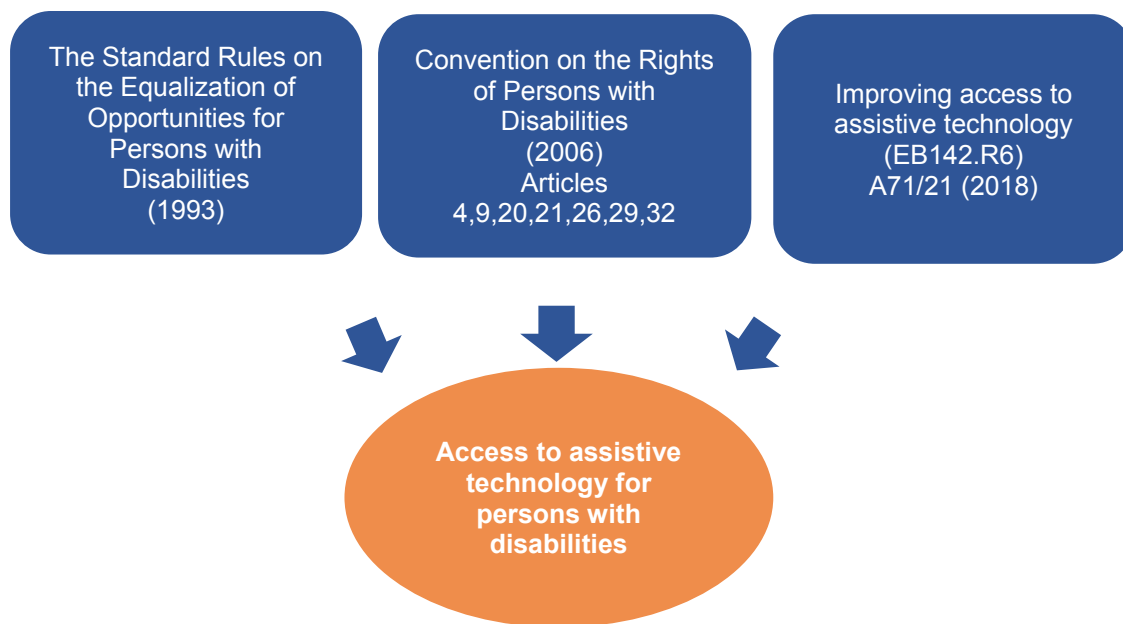 The Standard Rules on
the Equalization of
Opportunities for
Persons with
Disabilities
(1993)
Convention on the Rights
of Persons with
Disabilities
(2006)
Articles
4,9,20,21,26,29,32
Improving access to
assistive technology
(EB142.R6)
A71/21 (2018)
Access to assistive
technology for
persons with
disabilities